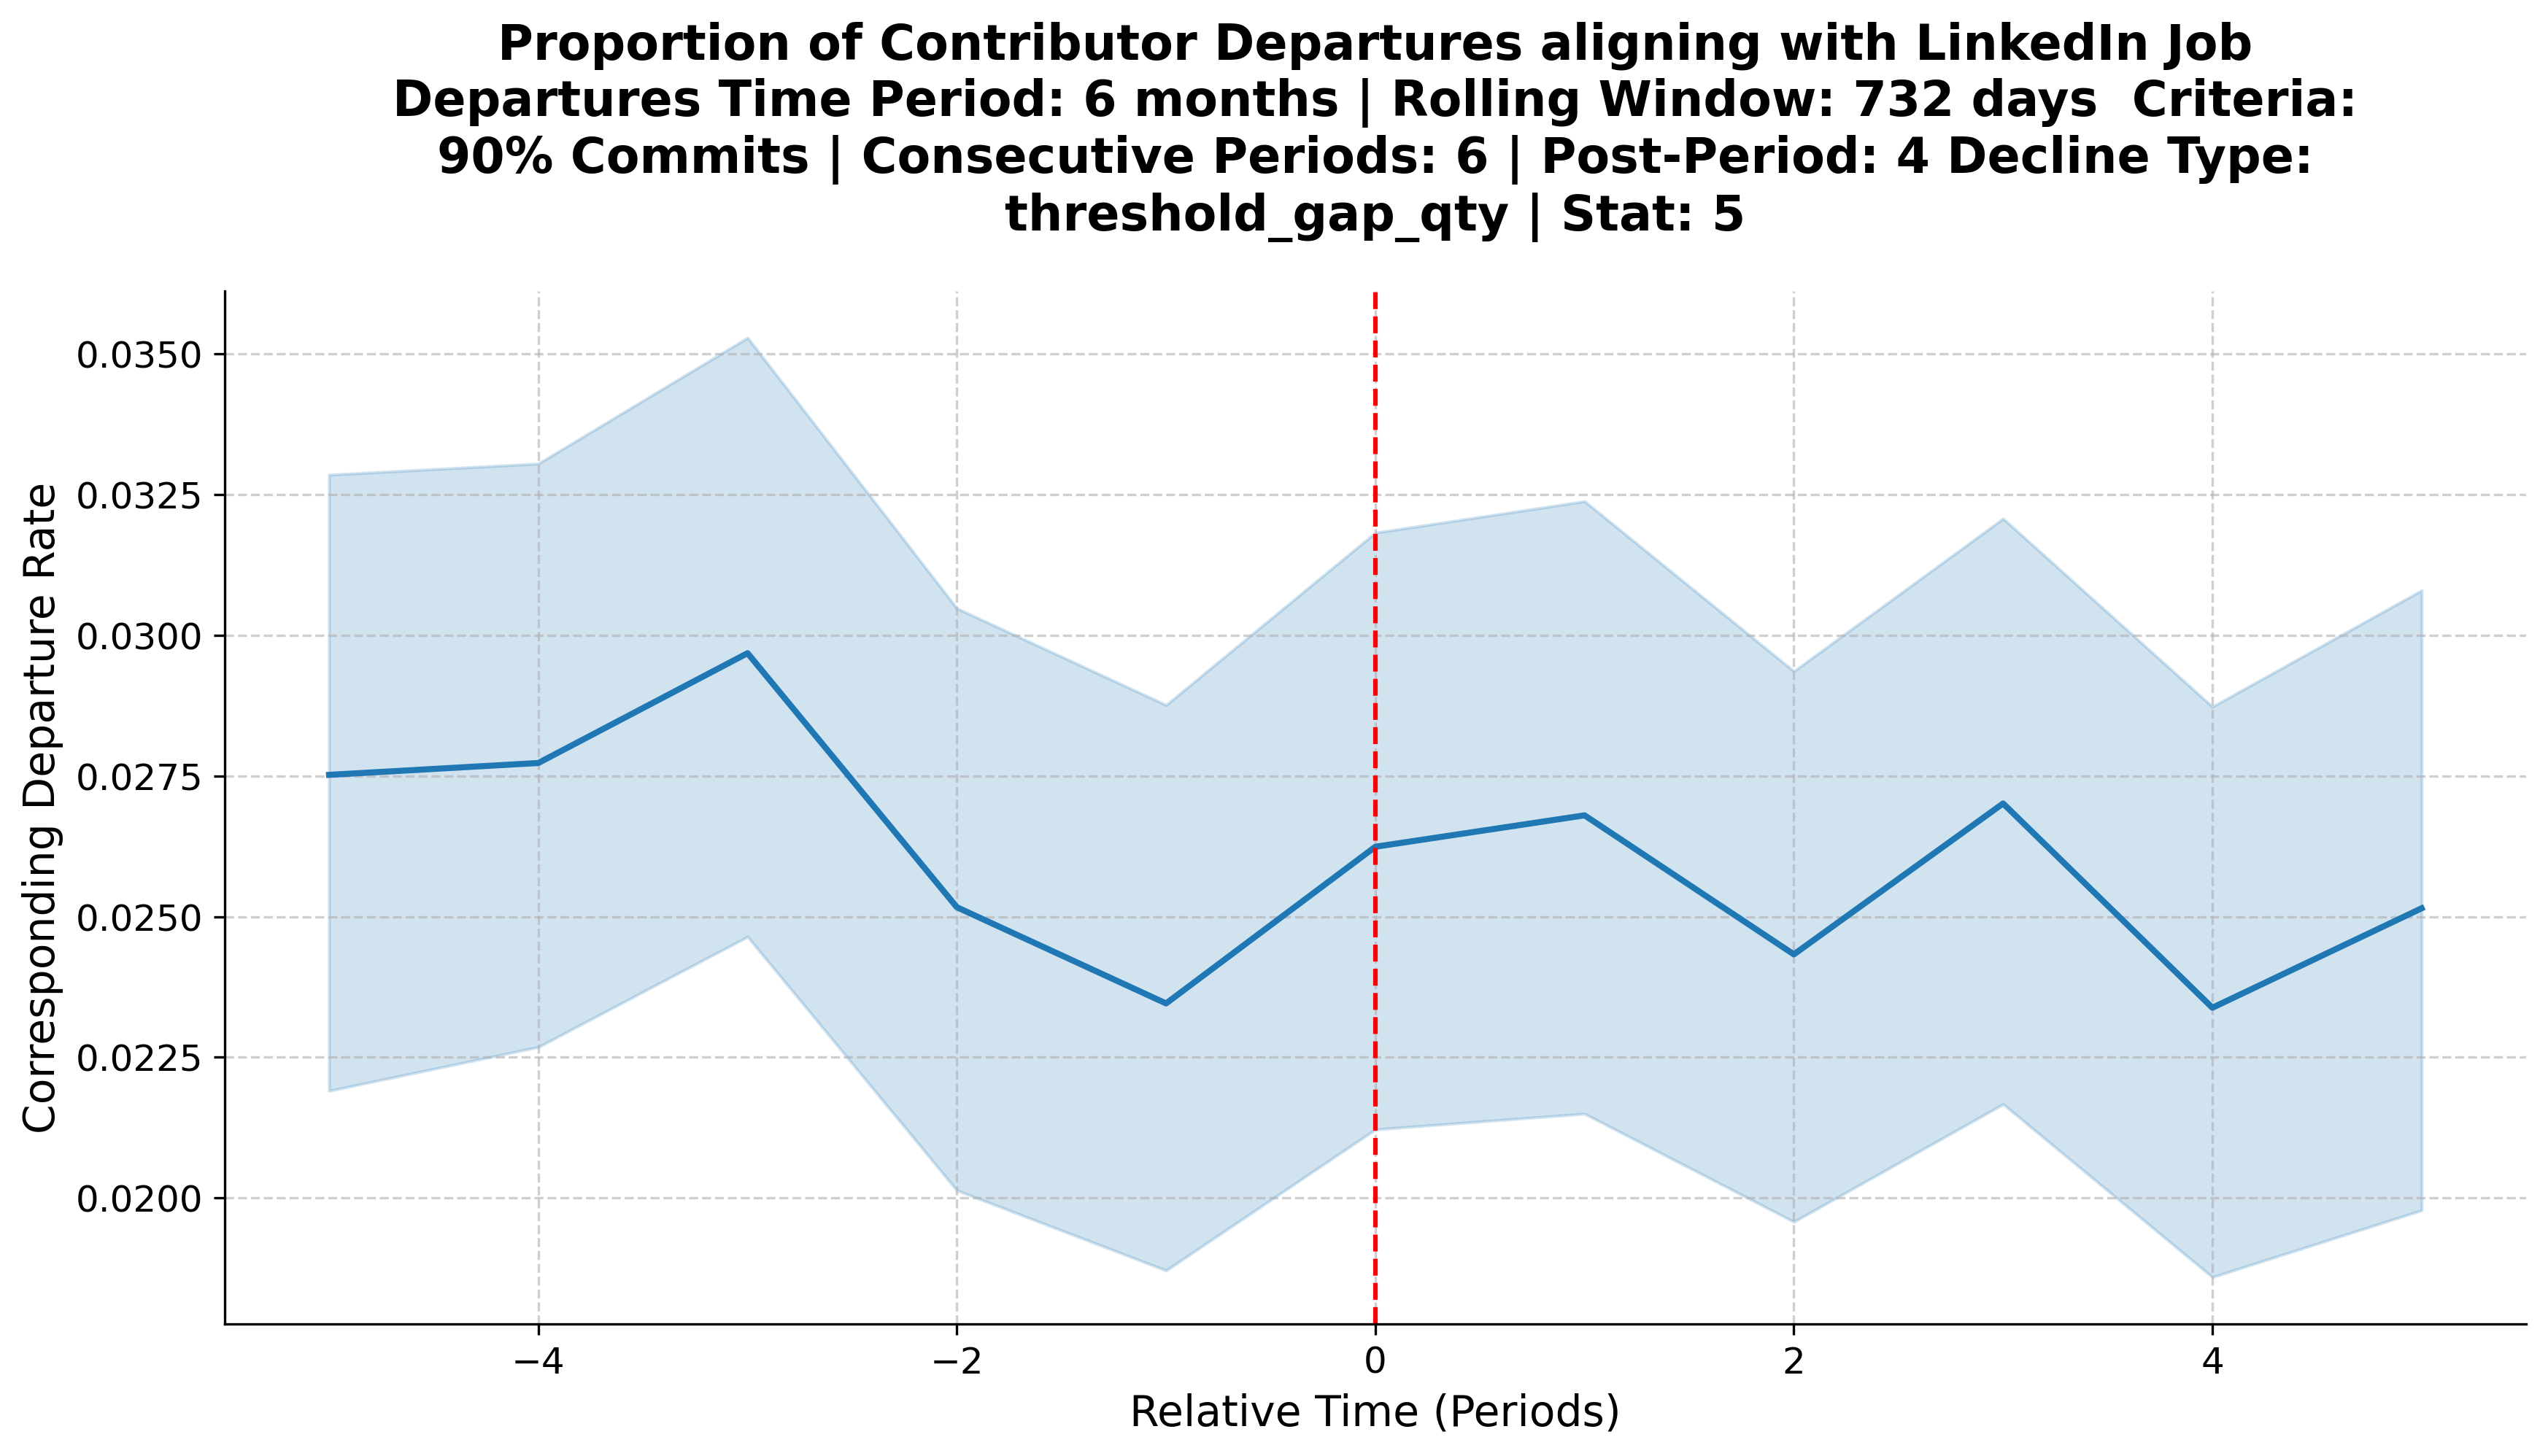 Proportion of Contributor Departures aligning with LinkedIn Job
Departures Time Period: 6 months | Rolling Window: 732 days  Criteria:
90% Commits | Consecutive Periods: 6 | Post-Period: 4 Decline Type:
threshold_gap_qty | Stat: 5
Corresponding Departure Rate
0.0350
0.0325
0.0300
0.0275
0.0250
0.0225
0.0200
−4
−2
0
2
4
Relative Time (Periods)